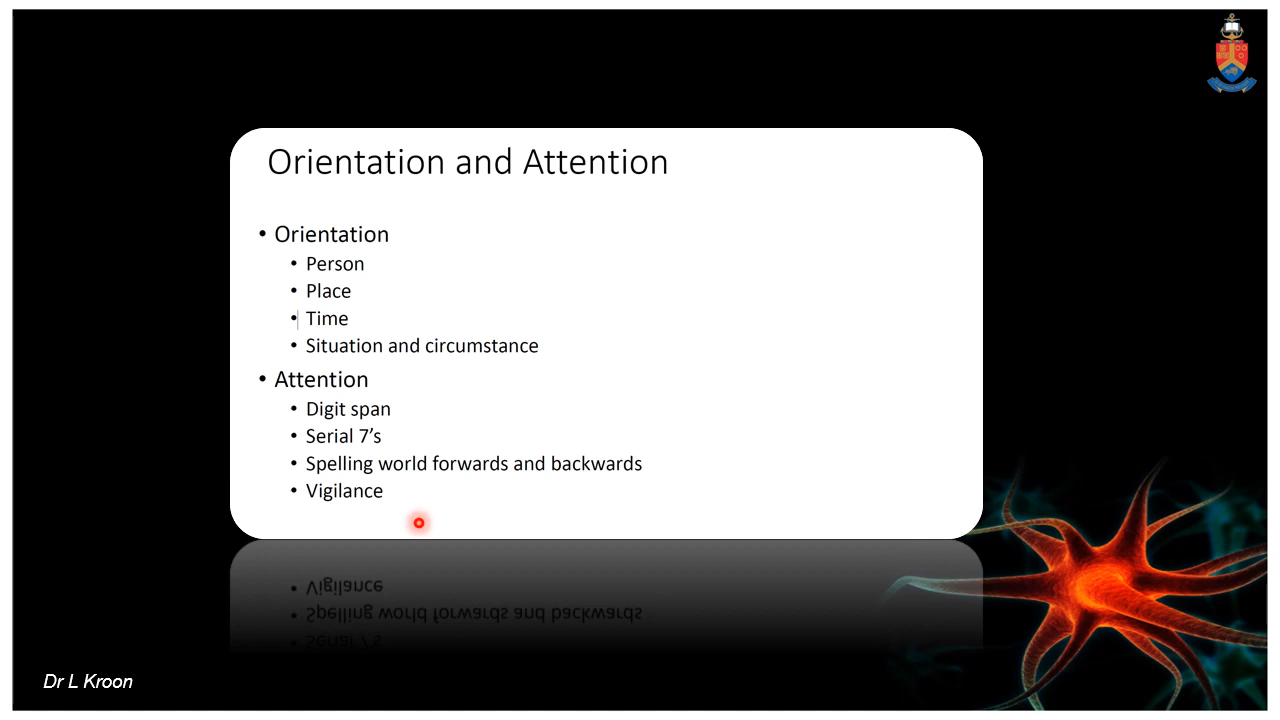 Orientation and Attention
• Orientation
• Person
• Place
• Time
• Situation and circumstance
• Attention
• Digit span
• Serial 7’s
• Spelling world forwards and backwards
• Vigilance
Dr L Kroon